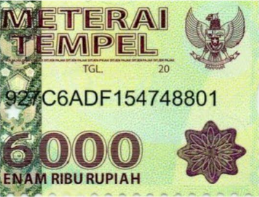 METERAI
TEMPEL
TGL. 20
927C6ADF154748801
6000
ENAM RIBU RUPIAH